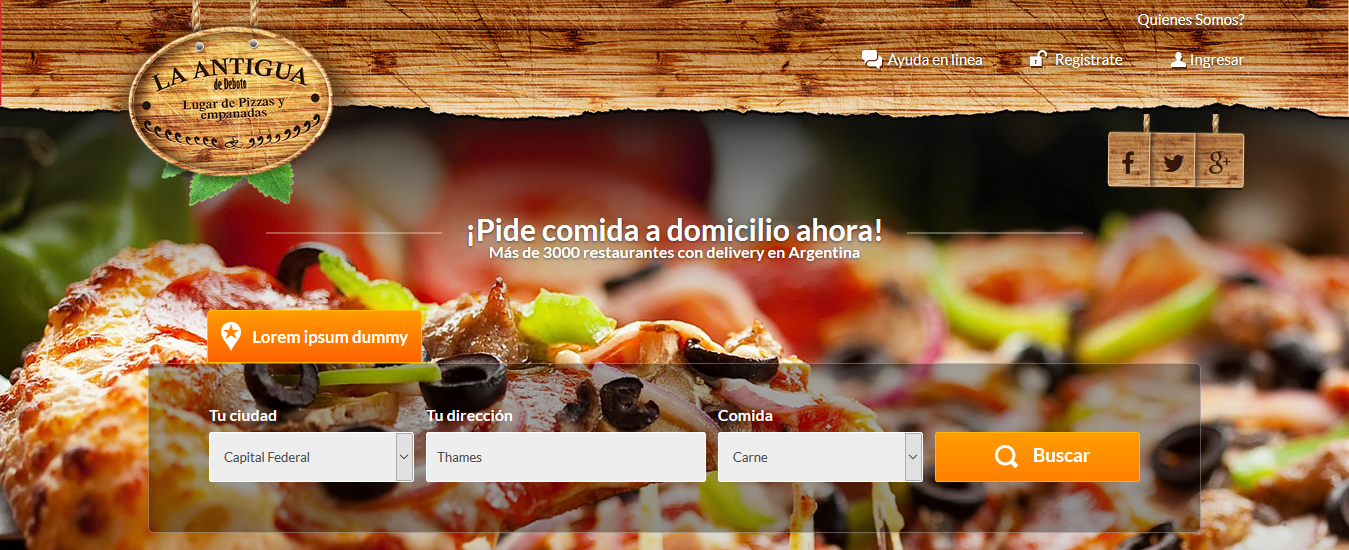 Quienes Somos?
Ayuda en linea
Registrate
Ingresar
LA ANTIGUA
de Deboto
Lugar de Pizzas y
empanadas
¡Pide comida a domicilio ahora!
Más de 3000 restaurantes con delivery en Argentina
Lorem ipsum dummy
Tu ciudad
Tu dirección
Comida
Capital Federal
Thames
Carne
Buscar